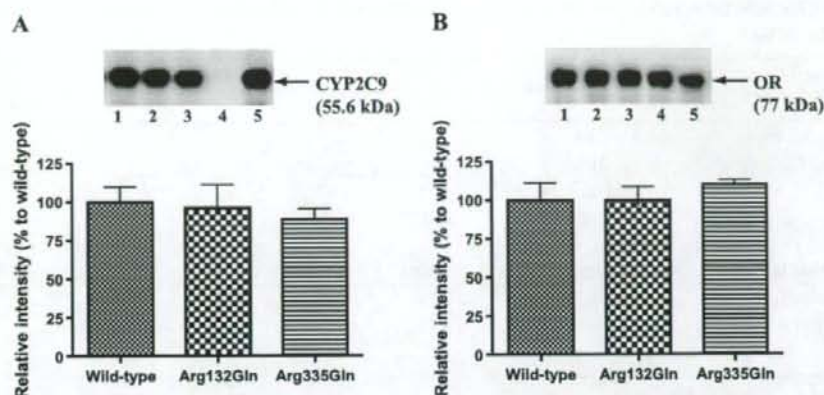 A
CYP2C9
(55.6 kDa)
1 2 3 4 5
Relative intensity (% to wild-type)
125
100
75
50
25
0
Wild-type Arg132Gln Arg335Gln
B
OR
(77 kDa)
1 2 3 4 5
Relative intensity (% to wild-type)
125
100
75
50
25
0
Wild-type Arg132Gln Arg335Gln